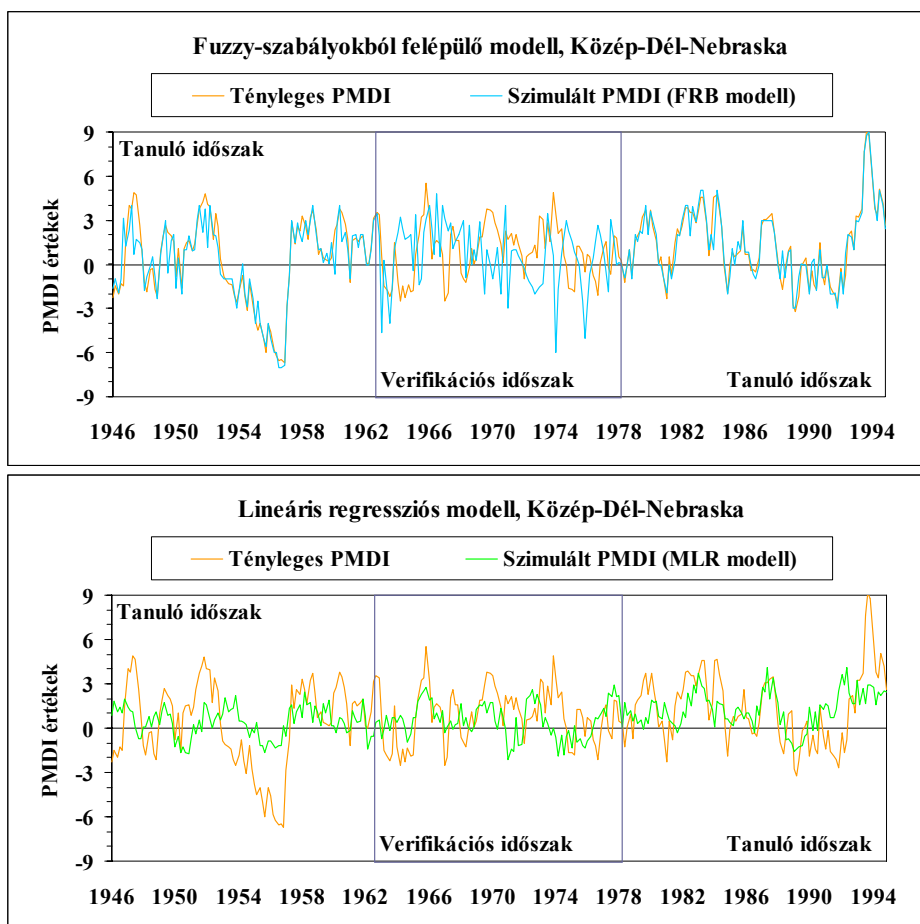 Fuzzy-szabályokból felépülő modell, Közép-Dél-Nebraska
Tényleges PMDI
Szimulált PMDI (FRB modell)
PMDI értékek
9
6
3
0
-3
-6
-9
Tanuló időszak
Verifikációs időszak
Tanuló időszak
1946 1950 1954 1958 1962 1966 1970 1974 1978 1982 1986 1990 1994
Lineáris regressziós modell, Közép-Dél-Nebraska
Tényleges PMDI
Szimulált PMDI (MLR modell)
PMDI értékek
9
6
3
0
-3
-6
-9
Tanuló időszak
Verifikációs időszak
Tanuló időszak
1946 1950 1954 1958 1962 1966 1970 1974 1978 1982 1986 1990 1994